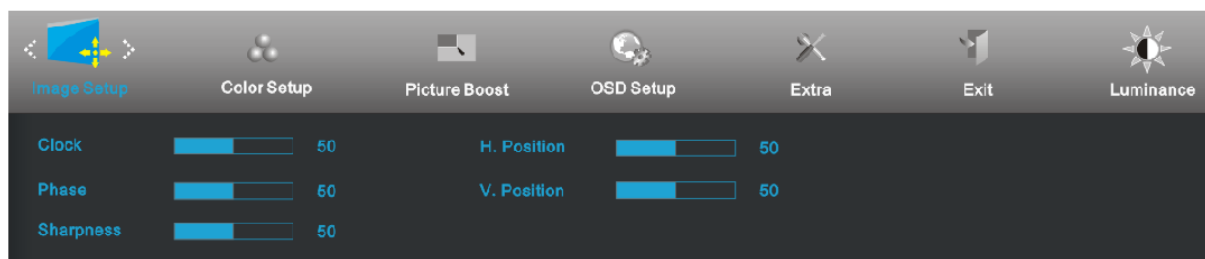 Image Setup Color Setup Picture Boost OSD Setup Extra Exit Luminance
Clock 50 H. Position 50
Phase 50 V. Position 50
Sharpness 50